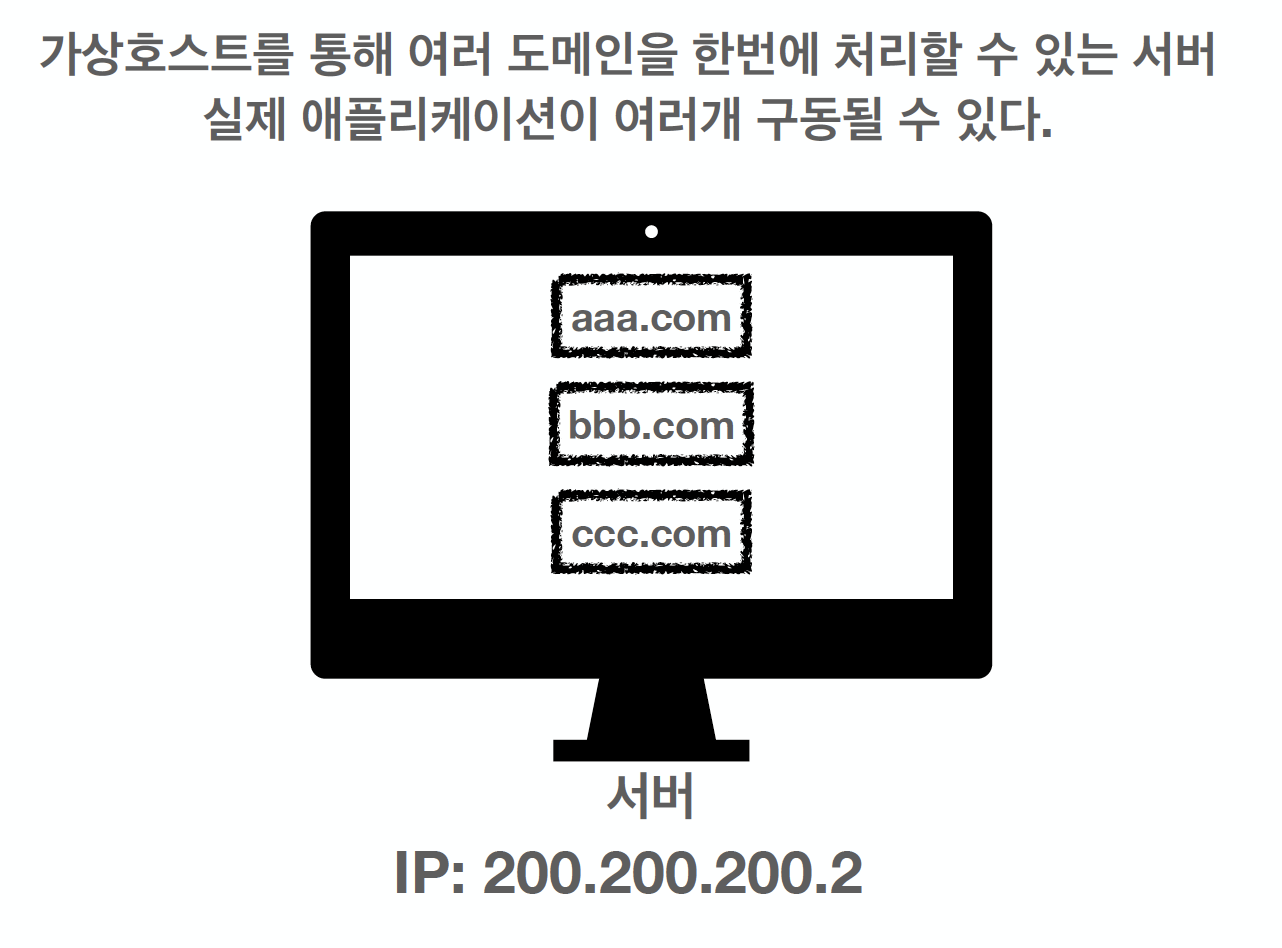 가상호스트를 통해 여러 도메인을 한번에 처리할 수 있는 서버
실제 애플리케이션이 여러개 구동될 수 있다.
aaa.com
bbb.com
ccc.com
서버
IP: 200.200.200.2